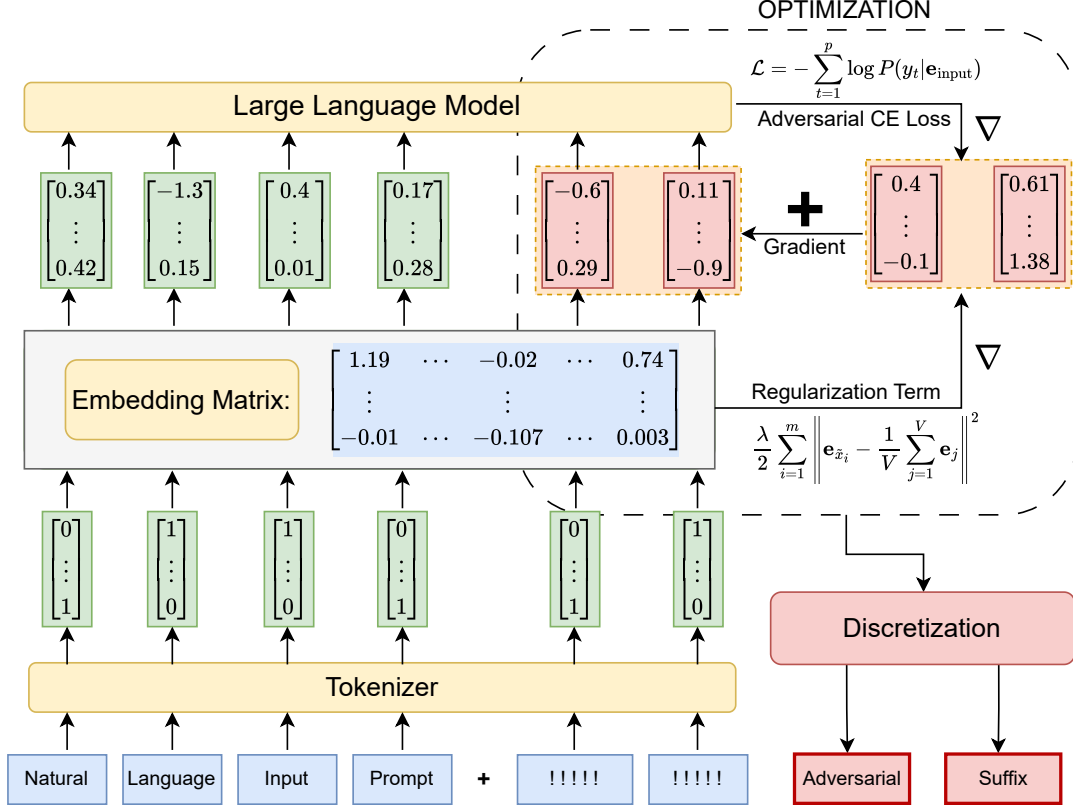 OPTIMIZATION
ℒ = − ∑_{t=1}^{p} log P(y_t|𝐞_input)
Large Language Model
Adversarial CE Loss
∇
0.34 ⋮ 0.42
−1.3 ⋮ 0.15
0.4 ⋮ 0.01
0.17 ⋮ 0.28
−0.6 ⋮ 0.29
0.11 ⋮ −0.9
+
Gradient
0.4 ⋮ −0.1
0.61 ⋮ 1.38
Embedding Matrix:
1.19 ⋯ −0.02 ⋯ 0.74
⋮ ⋮ ⋮
−0.01 ⋯ −0.107 ⋯ 0.003
∇
Regularization Term
λ/2 ∑_{i=1}^{m} ‖𝐞_{x̃_i} − 1/V ∑_{j=1}^{V} 𝐞_j‖²
0 ⋮ 1
1 ⋮ 0
1 ⋮ 0
0 ⋮ 1
0 ⋮ 1
1 ⋮ 0
Discretization
Tokenizer
Natural Language Input Prompt + !!!!! !!!!!
Adversarial Suffix